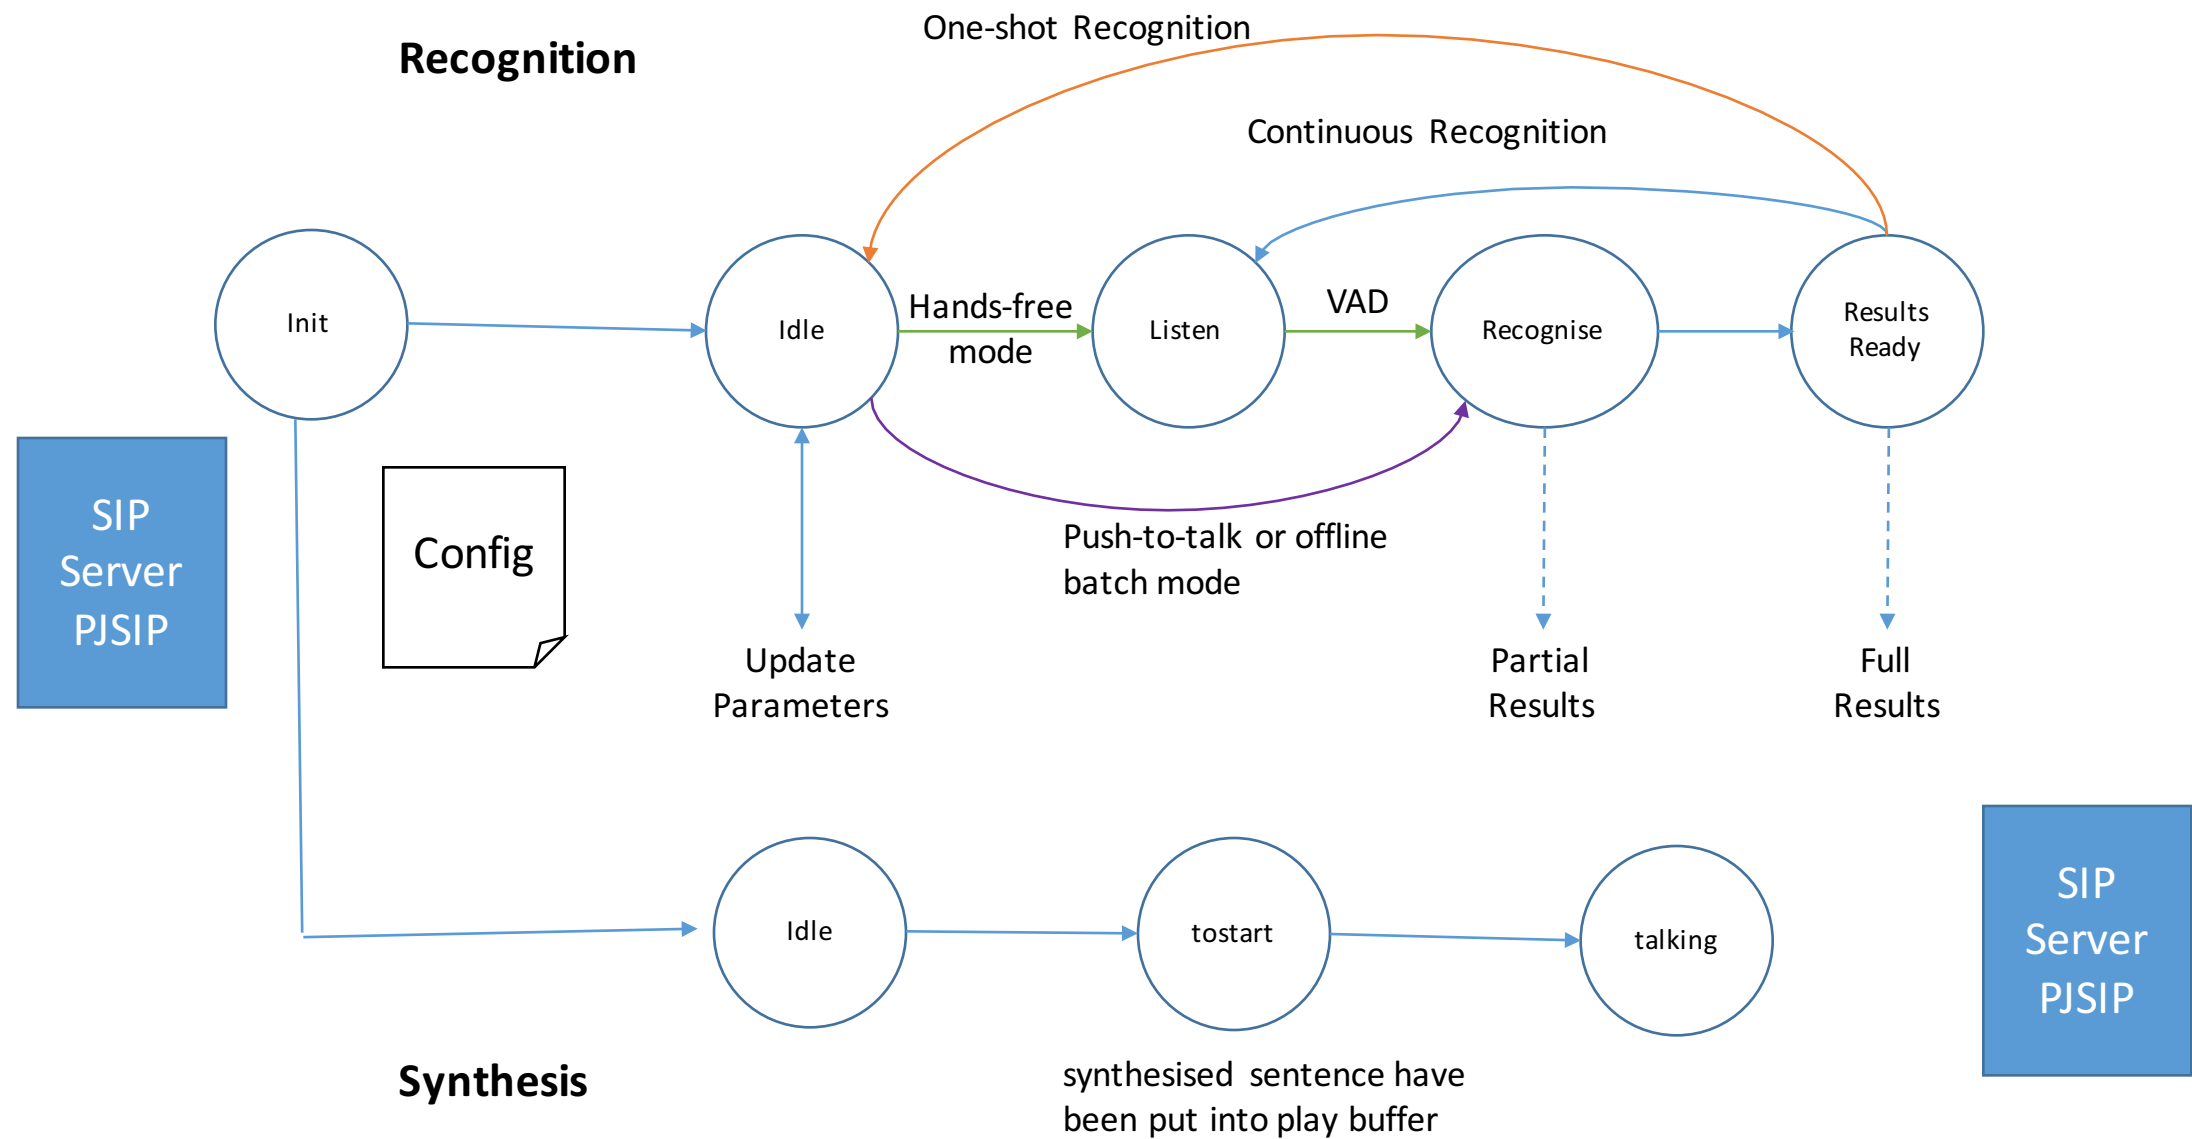 Recognition
One-shot Recognition
Continuous Recognition
Init
Idle
Hands-free
mode
Listen
VAD
Recognise
Results
Ready
SIP
Server
PJSIP
Config
Push-to-talk or offline
batch mode
Update
Parameters
Partial
Results
Full
Results
Idle
tostart
talking
SIP
Server
PJSIP
Synthesis
synthesised sentence have
been put into play buffer